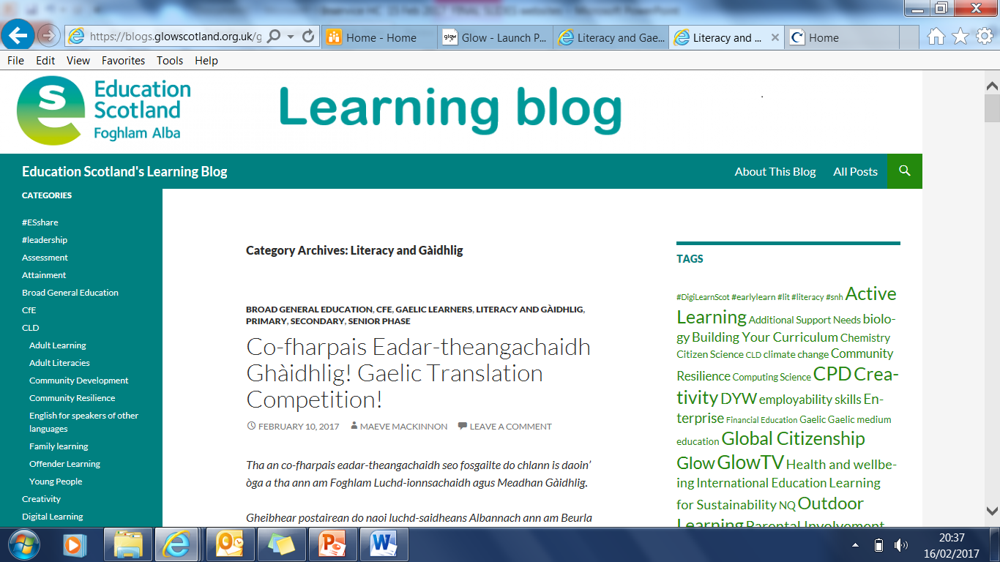 https://blogs.glowscotland.org.uk/g
Home - Home
glow
Glow - Launch P...
Literacy and Gae...
Literacy and ...
Home
File Edit View Favorites Tools Help
Education
Scotland
Foghlam Alba
Learning blog
Education Scotland's Learning Blog
About This Blog
All Posts
CATEGORIES
#ESshare
#leadership
Assessment
Attainment
Broad General Education
CfE
CLD
Adult Learning
Adult Literacies
Community Development
Community Resilience
English for speakers of other
languages
Family learning
Offender Learning
Young People
Creativity
Digital Learning
Category Archives: Literacy and Gàidhlig
BROAD GENERAL EDUCATION, CFE, GAELIC LEARNERS, LITERACY AND GÀIDHLIG,
PRIMARY, SECONDARY, SENIOR PHASE
Co-fharpais Eadar-theangachaidh
Ghàidhlig! Gaelic Translation
Competition!
FEBRUARY 10, 2017 MAEVE MACKINNON LEAVE A COMMENT
Tha an co-fharpais eadar-theangachaidh seo fosgailte do chlann is daoin'
òga a tha ann am Foghlam Luchd-ionnsachaidh agus Meadhan Gàidhlig.
Gheibhear postairean do naoi luchd-saidheans Albannach ann am Beurla
TAGS
#DigiLearnScot #earlylearn #lit #literacy #snh Active
Learning Additional Support Needs biolo-
gy Building Your Curriculum Chemistry
Citizen Science CLD climate change Community
Resilience Computing Science CPD Crea-
tivity DYW employability skills En-
terprise Financial Education Gaelic Gaelic medium
education Global Citizenship
Glow GlowTV Health and wellbe-
ing International Education Learning
for Sustainability NQ Outdoor
Learning Parental Involvement
20:37
16/02/2017